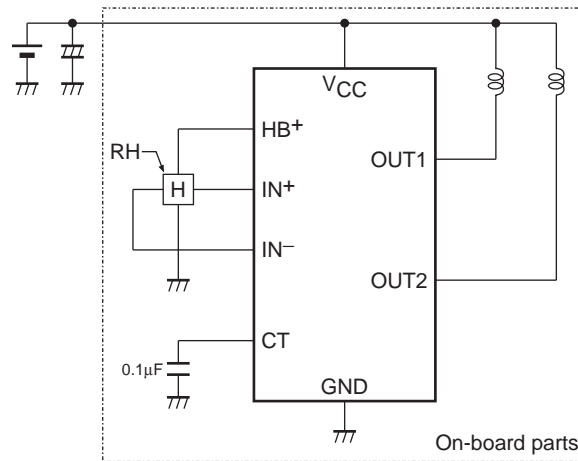 VCC
HB+
RH
OUT1
H
IN+
IN−
OUT2
CT
0.1µF
GND
On-board parts